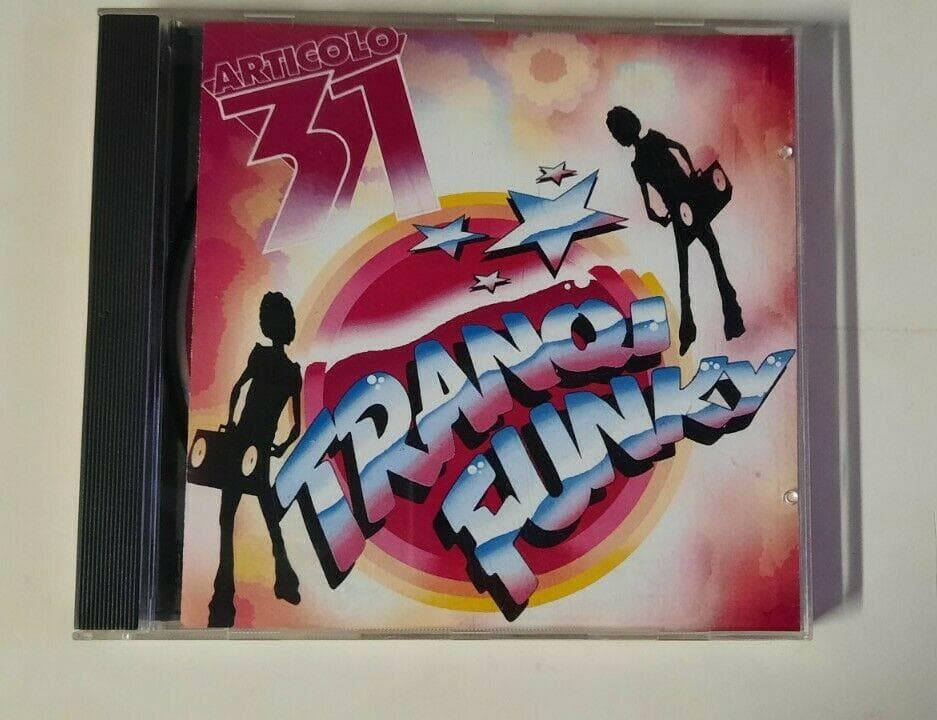 ARTICOLO
31
TRANQI
FUNKY